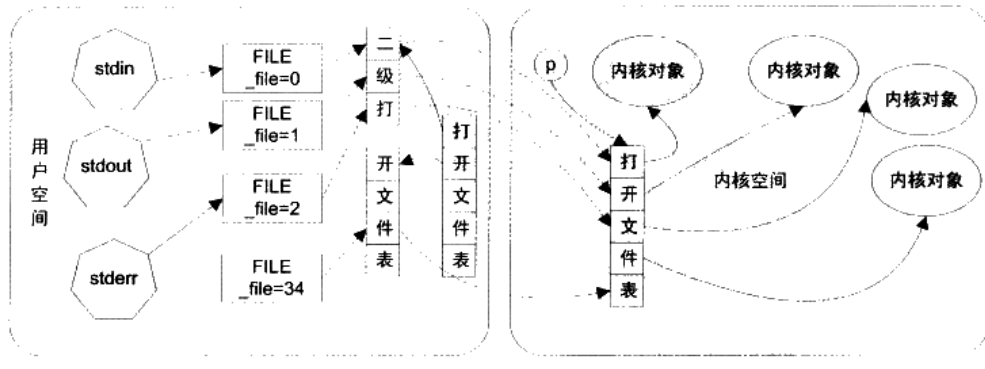 stdin
stdout
stderr
用户空间
FILE
_file=0
FILE
_file=1
FILE
_file=2
FILE
_file=34
二级打
开文件表
打开文件表
p
内核对象
内核对象
内核对象
内核对象
内核空间
打开文件表